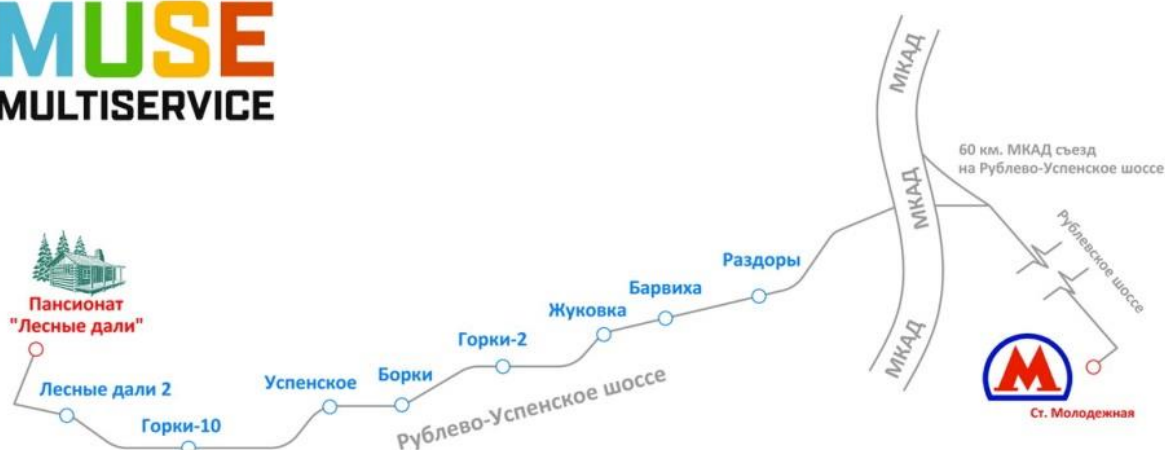 MUSE
MULTISERVICE
МКАД
60 км. МКАД съезд
на Рублево-Успенское шоссе
МКАД
Рублевское шоссе
Раздоры
Барвиха
Жуковка
Пансионат
"Лесные дали"
Горки-2
МКАД
Борки
Успенское
Лесные дали 2
Рублево-Успенское шоссе
М
Ст. Молодежная
Горки-10